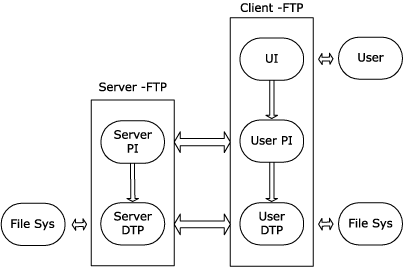 Client -FTP
UI
User
Server -FTP
Server
PI
User PI
File Sys
Server
DTP
User
DTP
File Sys